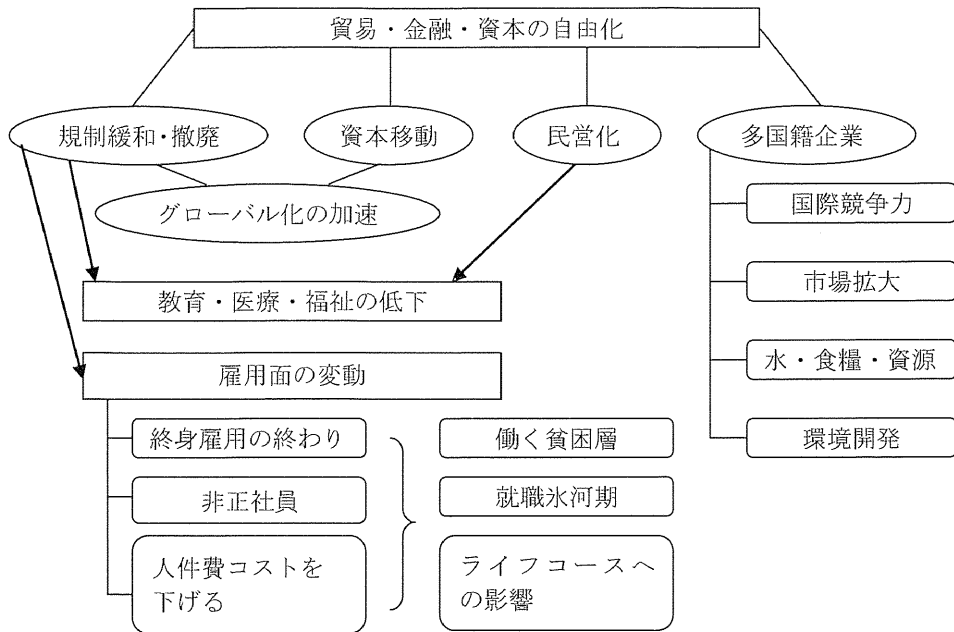 貿易・金融・資本の自由化
規制緩和・撤廃
資本移動
民営化
多国籍企業
グローバル化の加速
国際競争力
教育・医療・福祉の低下
市場拡大
雇用面の変動
水・食糧・資源
終身雇用の終わり
働く貧困層
環境開発
非正社員
就職氷河期
人件費コストを
下げる
ライフコースへ
の影響